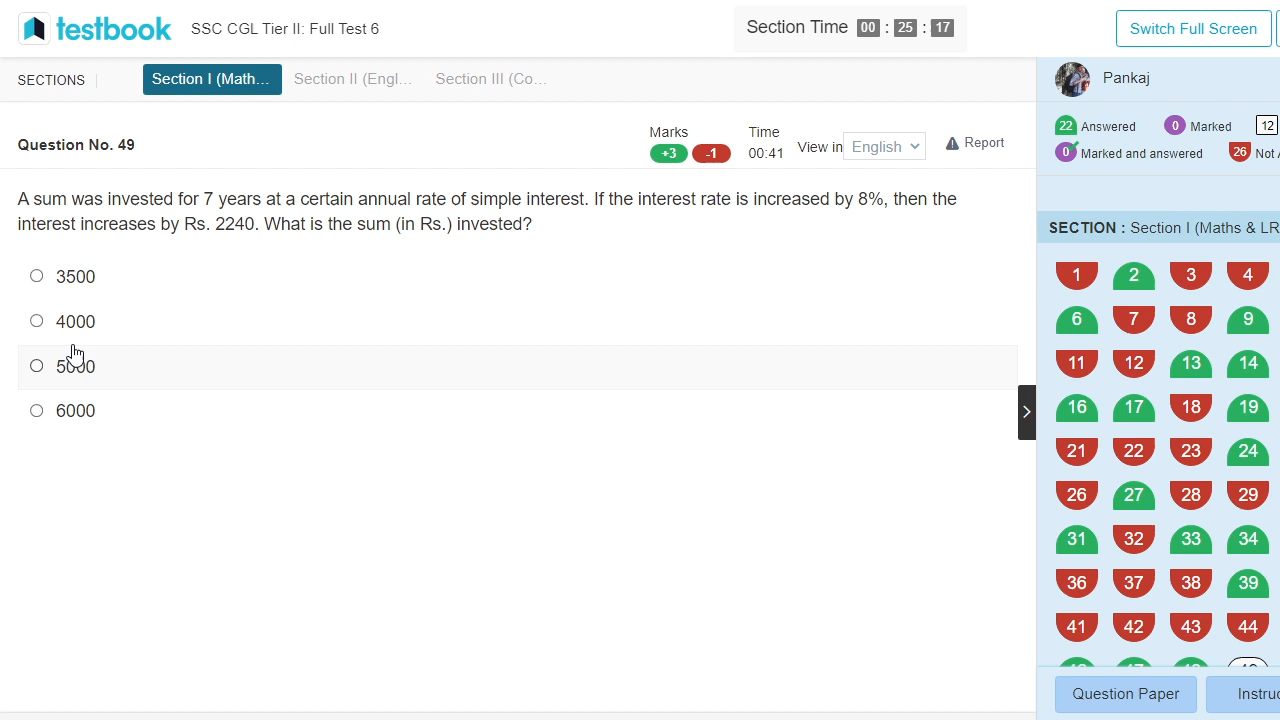 testbook SSC CGL Tier II: Full Test 6 Section Time 00 : 25 : 17 Switch Full Screen
SECTIONS Section I (Math... Section II (Engl... Section III (Co...
Pankaj
22 Answered 0 Marked 12
0 Marked and answered 26 Not
Question No. 49
Marks
+3 -1
Time
00:41
View in English
Report
A sum was invested for 7 years at a certain annual rate of simple interest. If the interest rate is increased by 8%, then the
interest increases by Rs. 2240. What is the sum (in Rs.) invested?
3500
4000
5000
6000
SECTION : Section I (Maths & LR
1 2 3 4
6 7 8 9
11 12 13 14
16 17 18 19
21 22 23 24
26 27 28 29
31 32 33 34
36 37 38 39
41 42 43 44
Question Paper Instruc